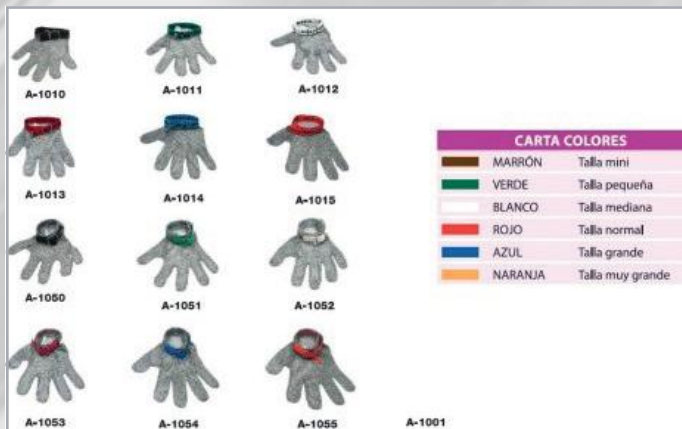 A-1010
A-1011
A-1012
A-1013
A-1014
A-1015
A-1050
A-1051
A-1052
A-1053
A-1054
A-1055
A-1001
CARTA COLORES
MARRÓN Talla mini
VERDE Talla pequeña
BLANCO Talla mediana
ROJO Talla normal
AZUL Talla grande
NARANJA Talla muy grande